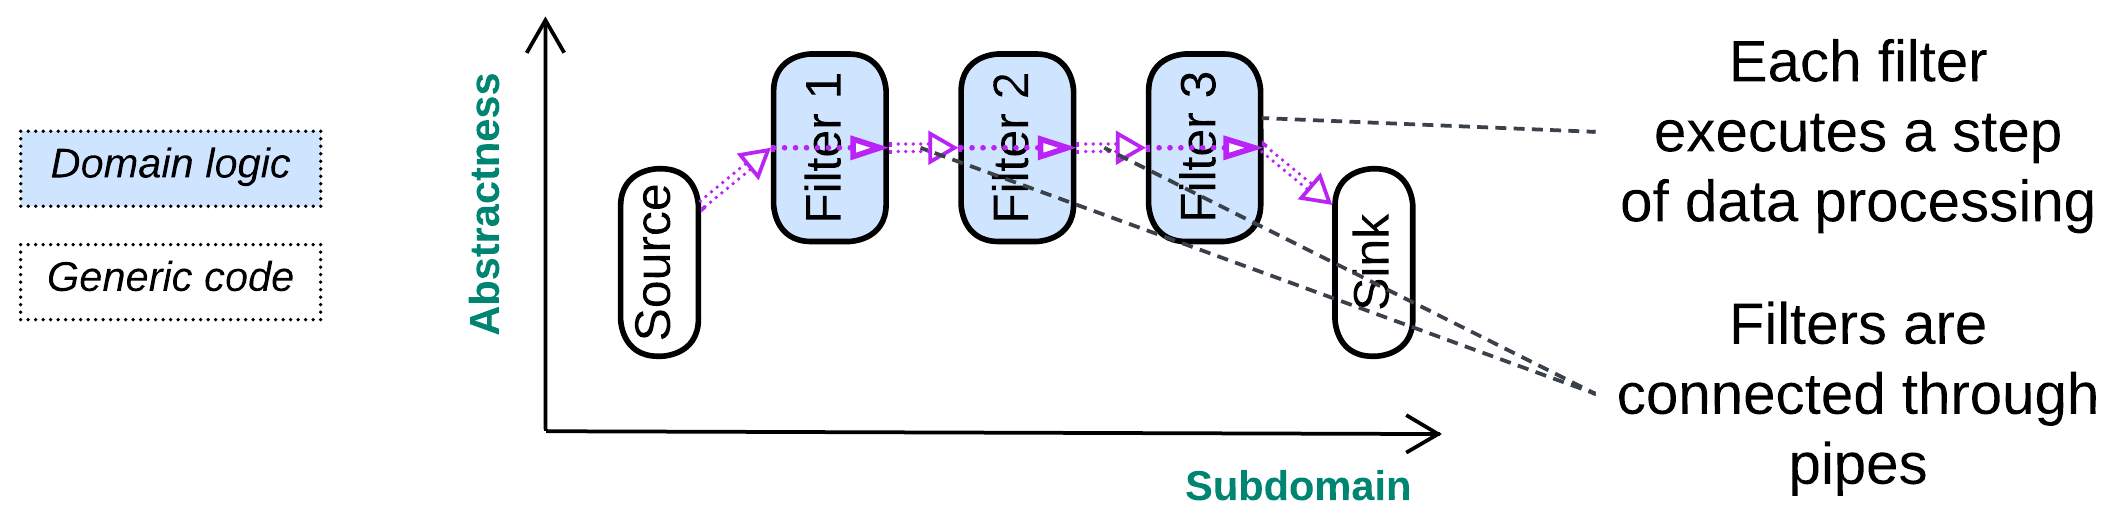 Domain logic
Generic code
Abstractness
Source
Filter 1
Filter 2
Filter 3
Sink
Subdomain
Each filter
executes a step
of data processing
Filters are
connected through
pipes